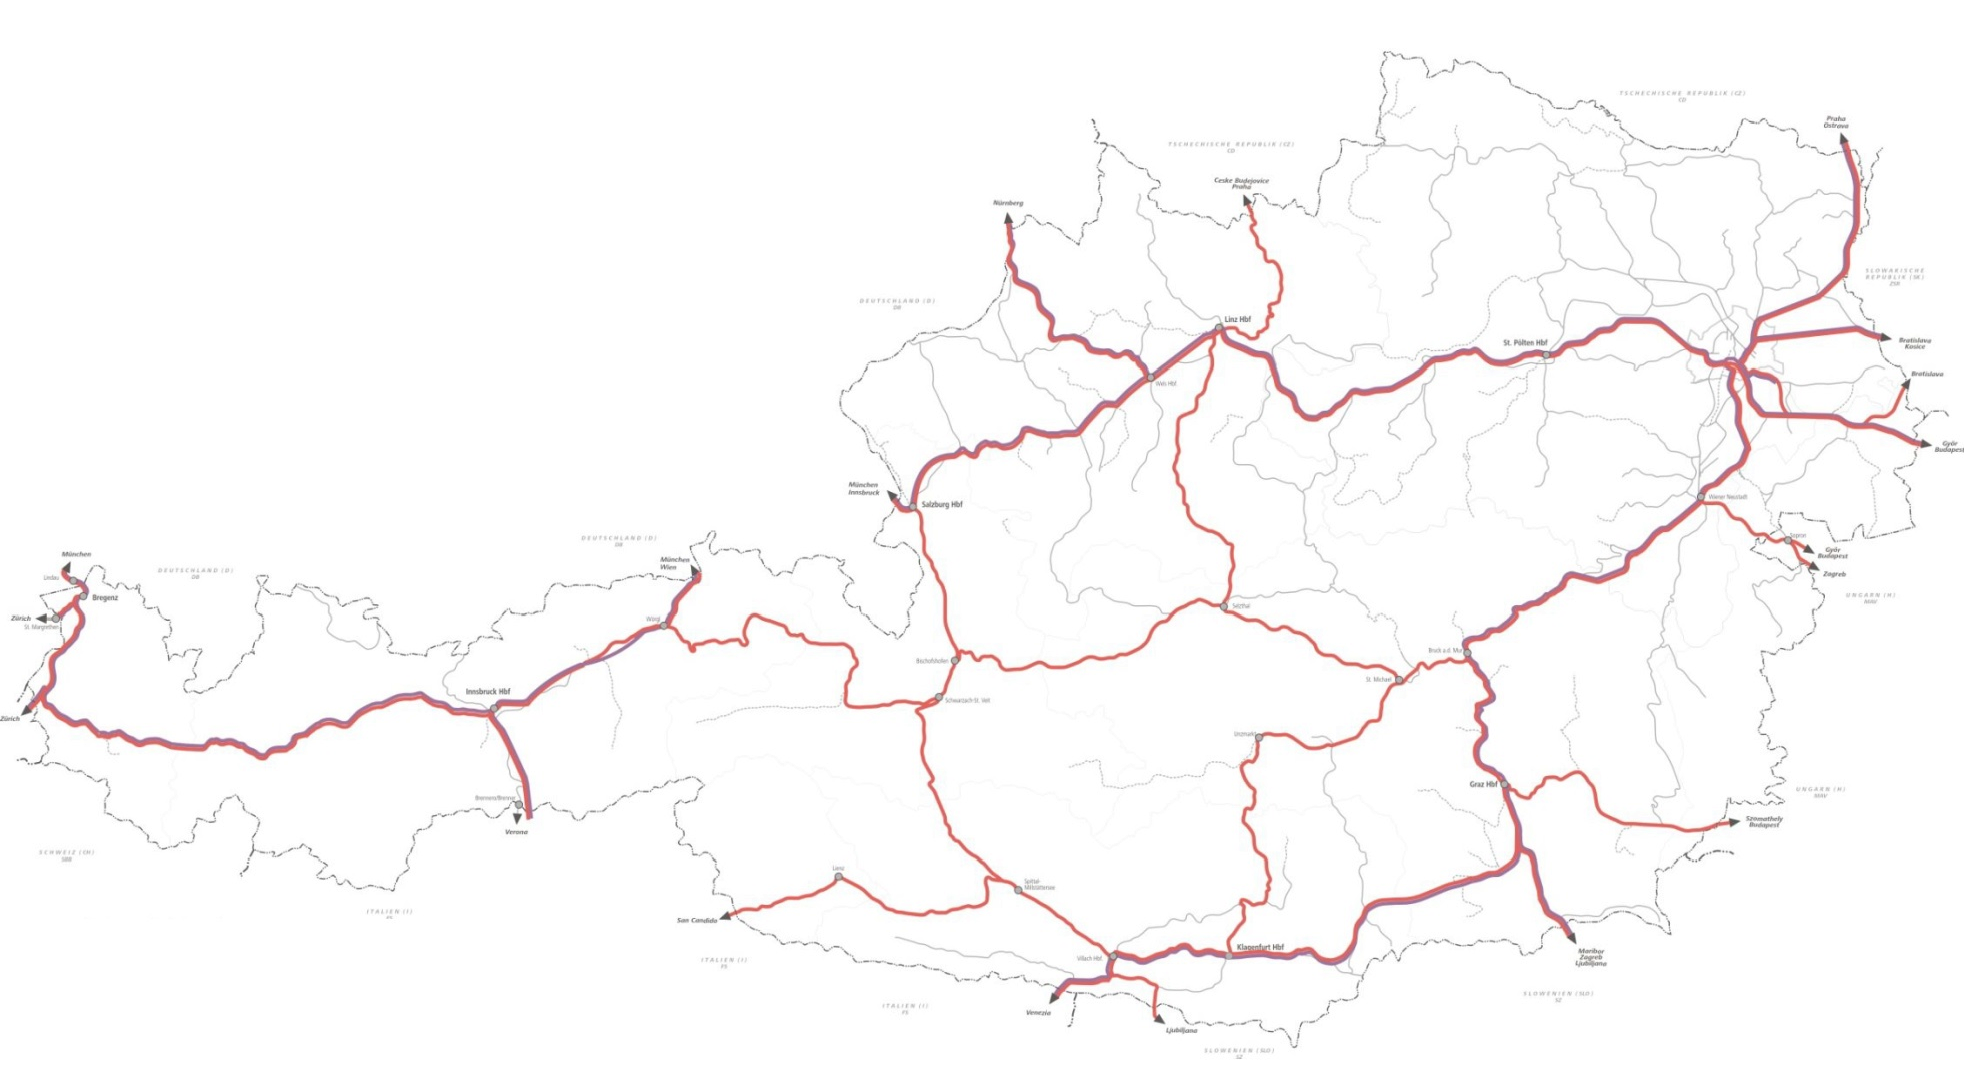 TSCHECHISCHE REPUBLIK (CZ)
CD
Praha
Ostrava
TSCHECHISCHE REPUBLIK (CZ)
CD
Ceske Budejovice
Praha
Nürnberg
SLOWAKISCHE
REPUBLIK (SK)
ZSR
DEUTSCHLAND (D)
DB
Linz Hbf
St. Pölten Hbf
Bratislava
Kosice
Bratislava
Wels Hbf
Györ
Budapest
München
Innsbruck
Salzburg Hbf
Wiener Neustadt
DEUTSCHLAND (D)
DB
Sopron
Györ
Budapest
Zagreb
München
Lindau
DEUTSCHLAND (D)
DB
München
Wien
Bregenz
Zürich
St. Margrethen
Wörgl
Selzthal
UNGARN (H)
MAV
Bruck a.d. Mur
Bischofshofen
St. Michael
Innsbruck Hbf
Schwarzach-St. Veit
Zürich
Unzmarkt
Graz Hbf
UNGARN (H)
MAV
Brennero/Brenner
Verona
Szomathely
Budapest
SCHWEIZ (CH)
SBB
Lienz
Spittal-
Millstättersee
ITALIEN (I)
FS
San Candido
Klagenfurt Hbf
Villach Hbf
Maribor
Zagreb
Ljubljana
ITALIEN (I)
FS
SLOWENIEN (SLO)
SZ
ITALIEN (I)
FS
Venezia
Ljubljana
SLOWENIEN (SLO)
SZ